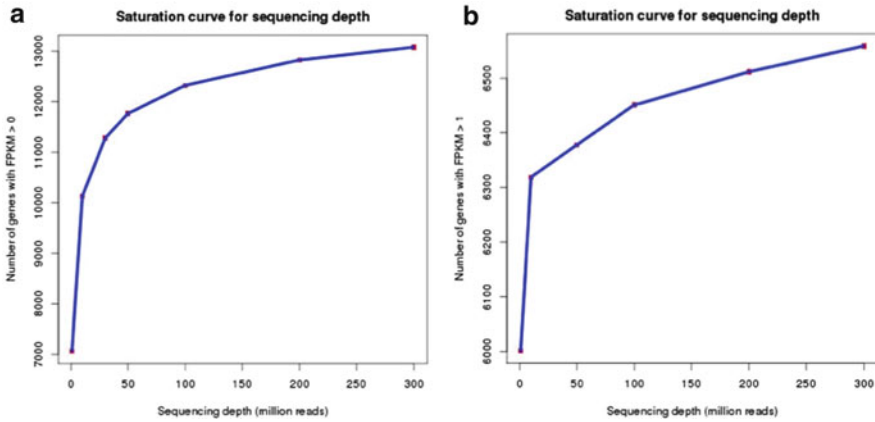 a
Saturation curve for sequencing depth
Number of genes with FPKM > 0
13000
12000
11000
10000
9000
8000
7000
0 50 100 150 200 250 300
Sequencing depth (million reads)
b
Saturation curve for sequencing depth
Number of genes with FPKM > 1
6500
6400
6300
6200
6100
6000
0 50 100 150 200 250 300
Sequencing depth (million reads)